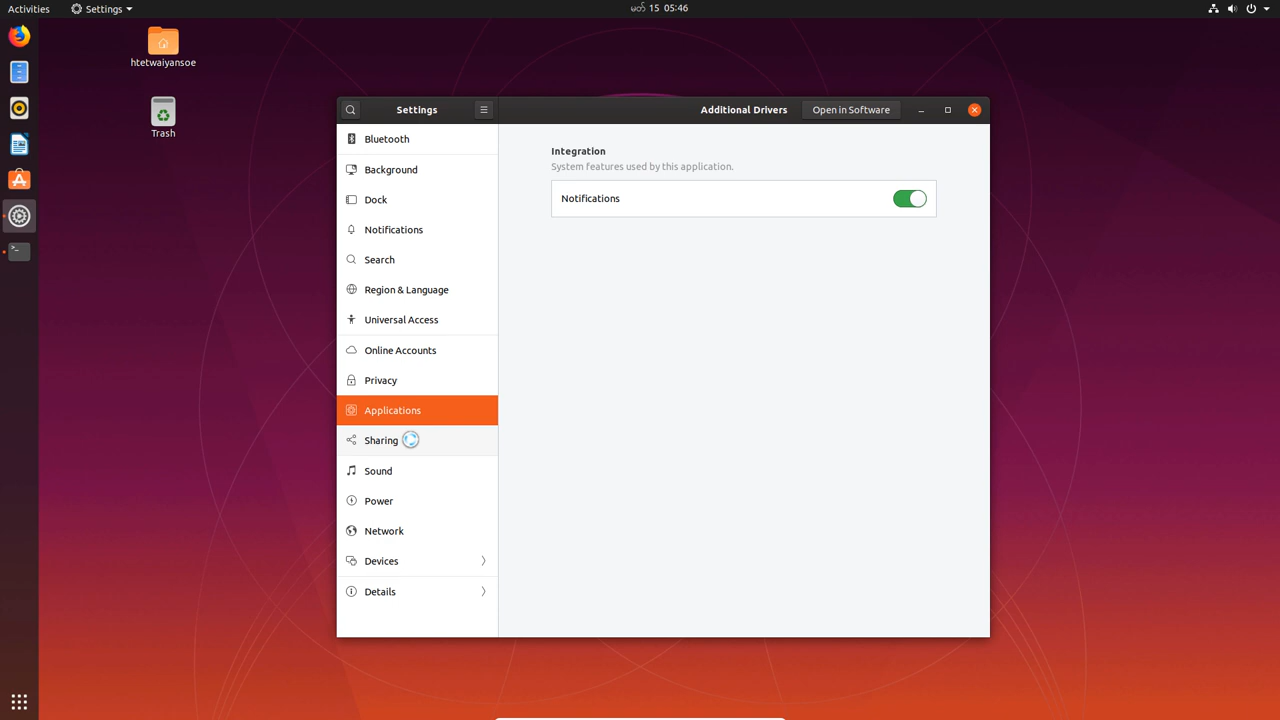 Activities
Settings
မတ် 15 05:46
htetwaiyansoe
Trash
Settings
Additional Drivers
Open in Software
Bluetooth
Background
Dock
Notifications
Search
Region & Language
Universal Access
Online Accounts
Privacy
Applications
Sharing
Sound
Power
Network
Devices
Details
Integration
System features used by this application.
Notifications